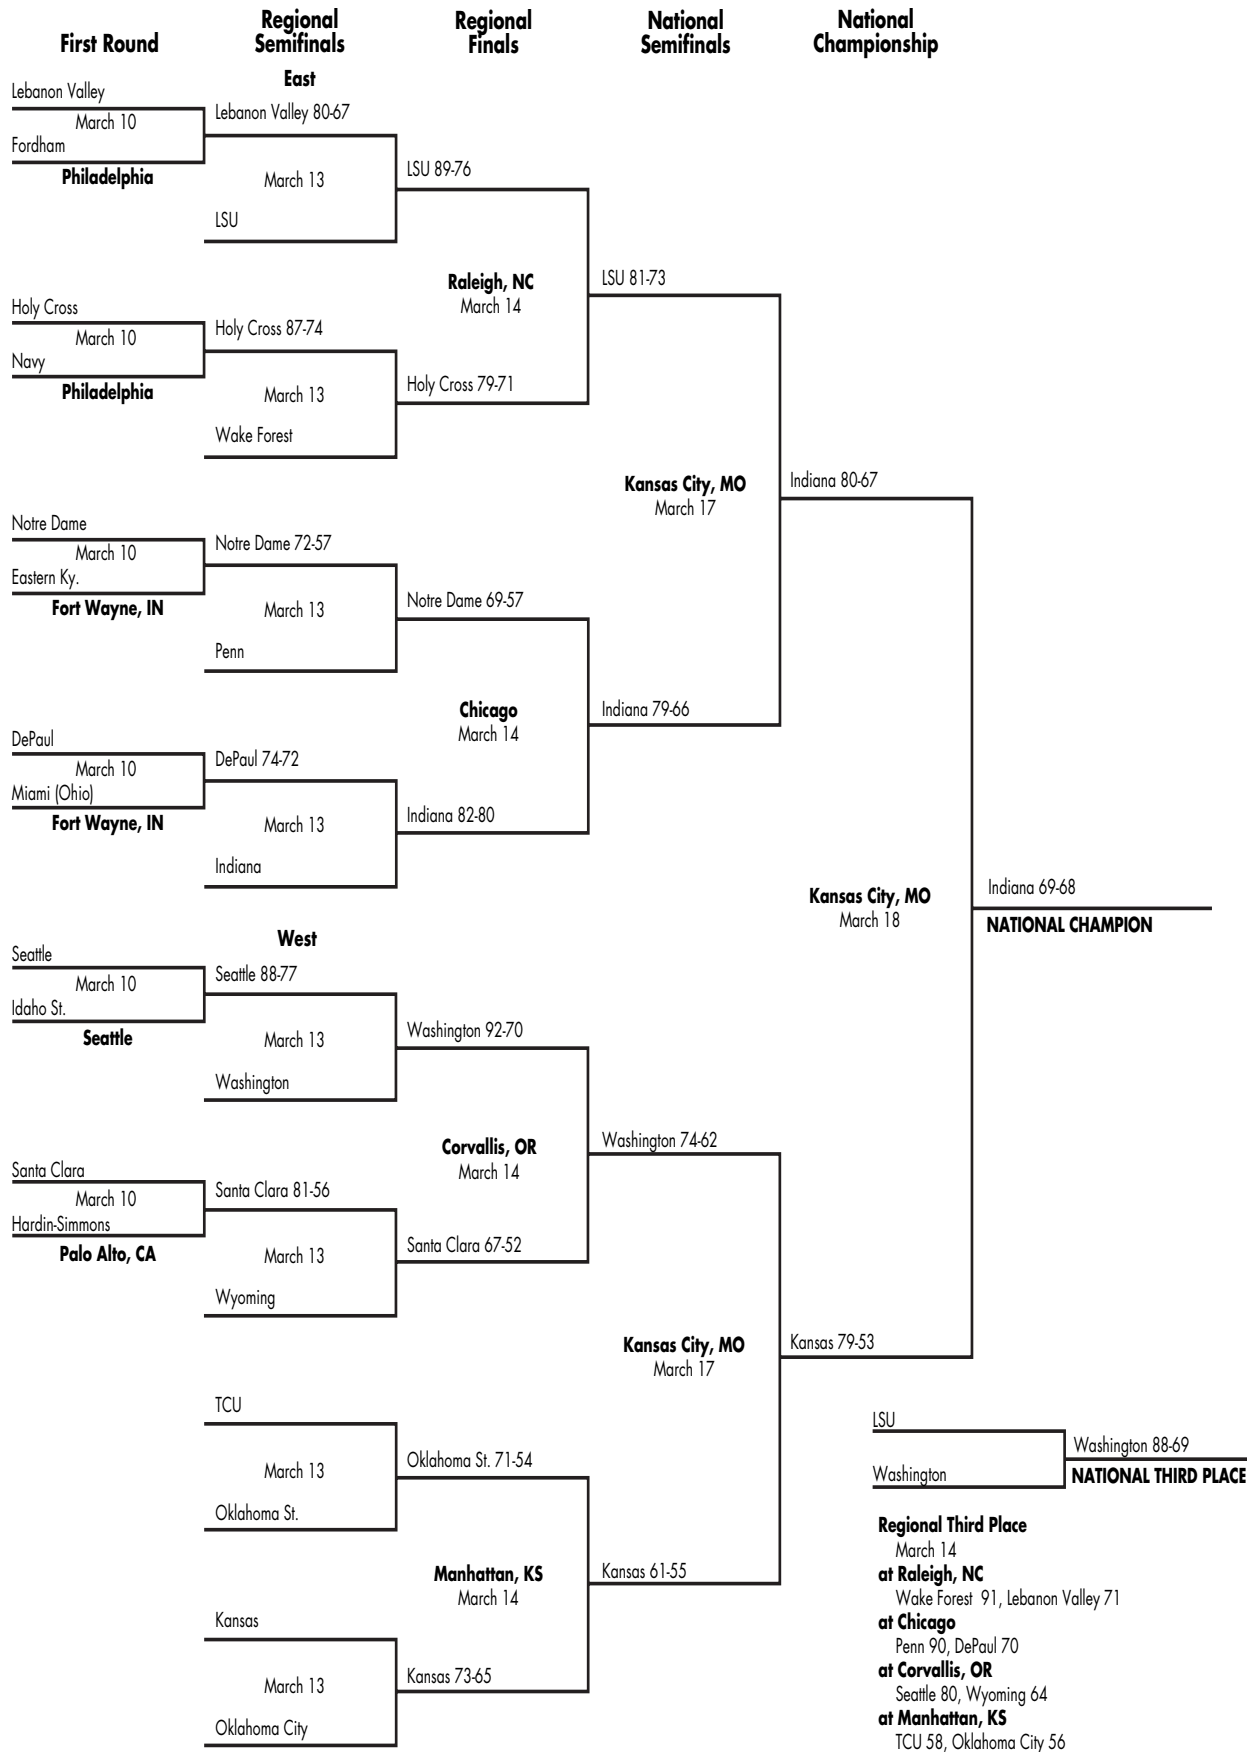 First Round
Regional
Semifinals
Regional
Finals
National
Semifinals
National
Championship
East
Lebanon Valley
March 10
Fordham
Philadelphia
Lebanon Valley 80-67
March 13
LSU
LSU 89-76
Holy Cross
March 10
Navy
Philadelphia
Holy Cross 87-74
March 13
Wake Forest
Holy Cross 79-71
Raleigh, NC
March 14
LSU 81-73
Notre Dame
March 10
Eastern Ky.
Fort Wayne, IN
Notre Dame 72-57
March 13
Penn
Notre Dame 69-57
DePaul
March 10
Miami (Ohio)
Fort Wayne, IN
DePaul 74-72
March 13
Indiana
Indiana 82-80
Chicago
March 14
Indiana 79-66
Kansas City, MO
March 17
Indiana 80-67
West
Seattle
March 10
Idaho St.
Seattle
Seattle 88-77
March 13
Washington
Washington 92-70
Santa Clara
March 10
Hardin-Simmons
Palo Alto, CA
Santa Clara 81-56
March 13
Wyoming
Santa Clara 67-52
Corvallis, OR
March 14
Washington 74-62
TCU
March 13
Oklahoma St.
Oklahoma St. 71-54
Kansas
March 13
Oklahoma City
Kansas 73-65
Manhattan, KS
March 14
Kansas 61-55
Kansas City, MO
March 17
Kansas 79-53
Kansas City, MO
March 18
Indiana 69-68
NATIONAL CHAMPION
LSU
Washington
Washington 88-69
NATIONAL THIRD PLACE
Regional Third Place
March 14
at Raleigh, NC
Wake Forest 91, Lebanon Valley 71
at Chicago
Penn 90, DePaul 70
at Corvallis, OR
Seattle 80, Wyoming 64
at Manhattan, KS
TCU 58, Oklahoma City 56